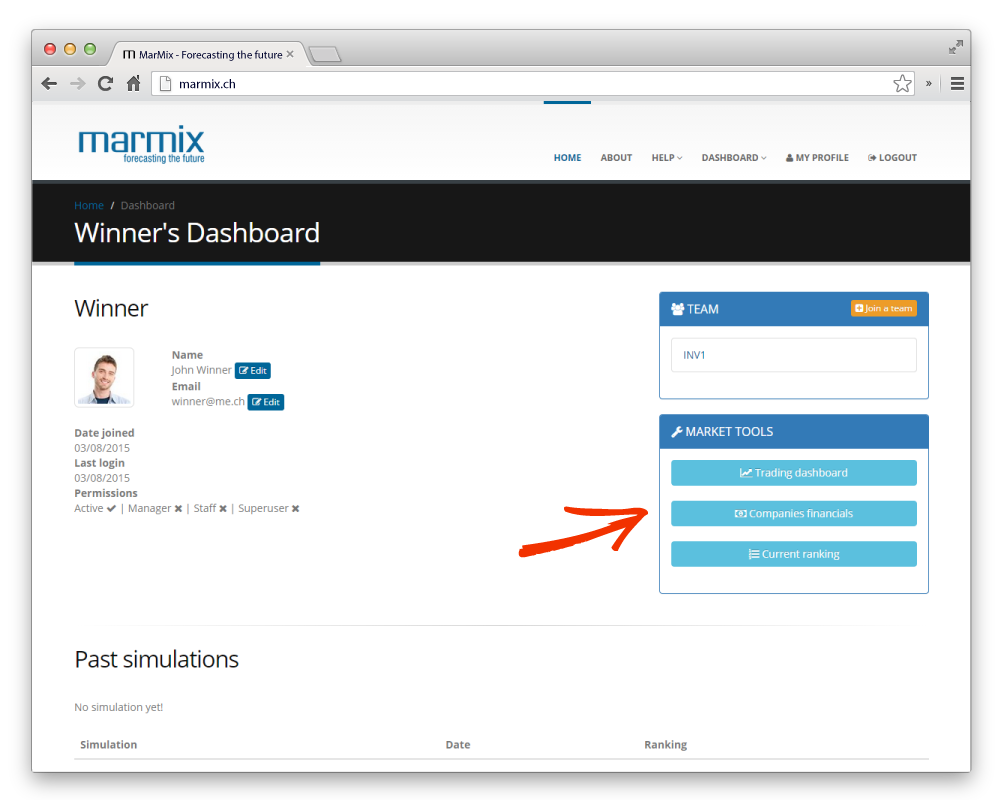 MarMix - Forecasting the future
marmix.ch
marmix
forecasting the future
HOME ABOUT HELP DASHBOARD MY PROFILE LOGOUT
Home / Dashboard
Winner's Dashboard
Winner
Name
John Winner Edit
Email
winner@me.ch Edit
Date joined
03/08/2015
Last login
03/08/2015
Permissions
Active | Manager | Staff | Superuser
TEAM Join a team
INV1
MARKET TOOLS
Trading dashboard
Companies financials
Current ranking
Past simulations
No simulation yet!
Simulation Date Ranking